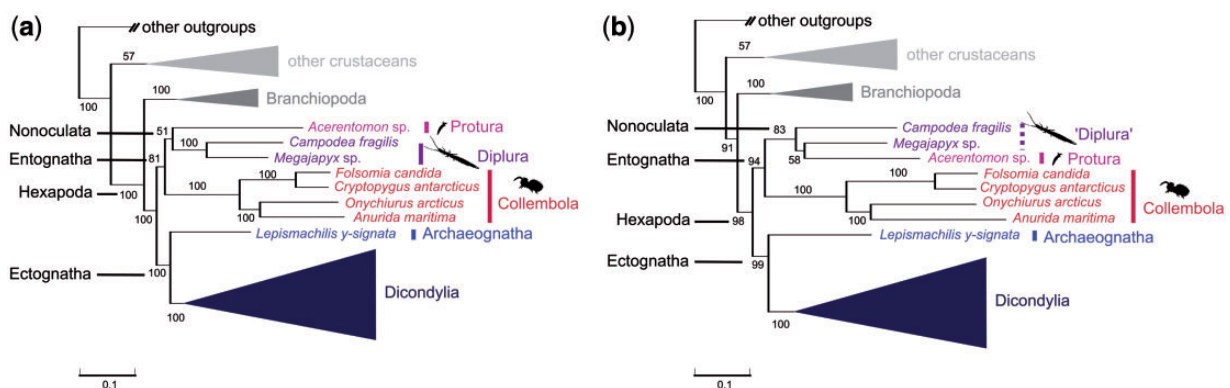 (a)
other outgroups
57
other crustaceans
100
100
Branchiopoda
Nonoculata
51
Acerentomon sp.
Protura
Campodea fragilis
100
Entognatha
81
Megajapyx sp.
Diplura
Folsomia candida
100
100
Cryptopygus antarcticus
Hexapoda
100
Onychiurus arcticus
Collembola
100
100
Anurida maritima
Lepismachilis y-signata
Archaeognatha
Ectognatha
100
Dicondylia
100
0.1
(b)
other outgroups
57
other crustaceans
100
100
Branchiopoda
Nonoculata
83
Campodea fragilis
'Diplura'
91
Megajapyx sp.
Entognatha
94
58
Acerentomon sp.
Protura
Folsomia candida
100
100
Cryptopygus antarcticus
Onychiurus arcticus
Collembola
Hexapoda
98
100
Anurida maritima
Lepismachilis y-signata
Archaeognatha
Ectognatha
99
Dicondylia
100
0.1